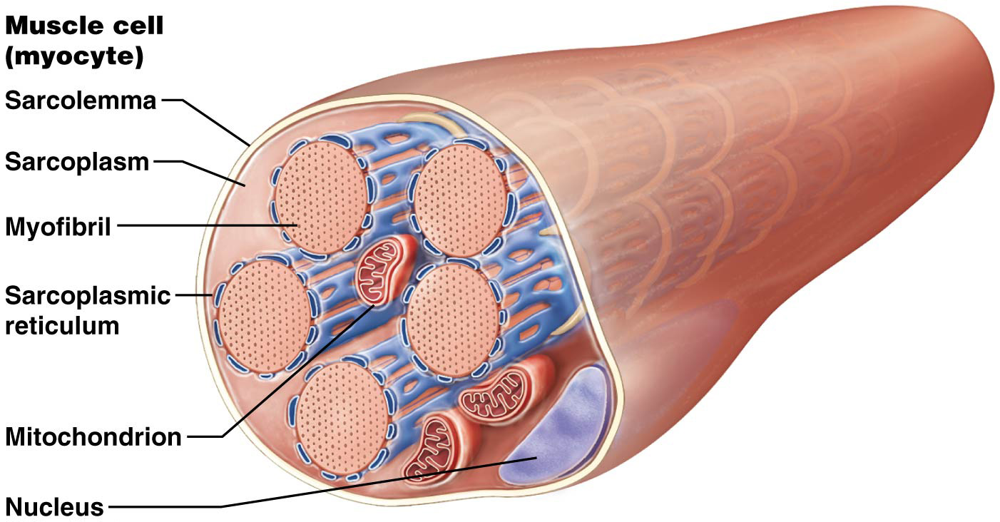 Muscle cell
(myocyte)
Sarcolemma
Sarcoplasm
Myofibril
Sarcoplasmic
reticulum
Mitochondrion
Nucleus